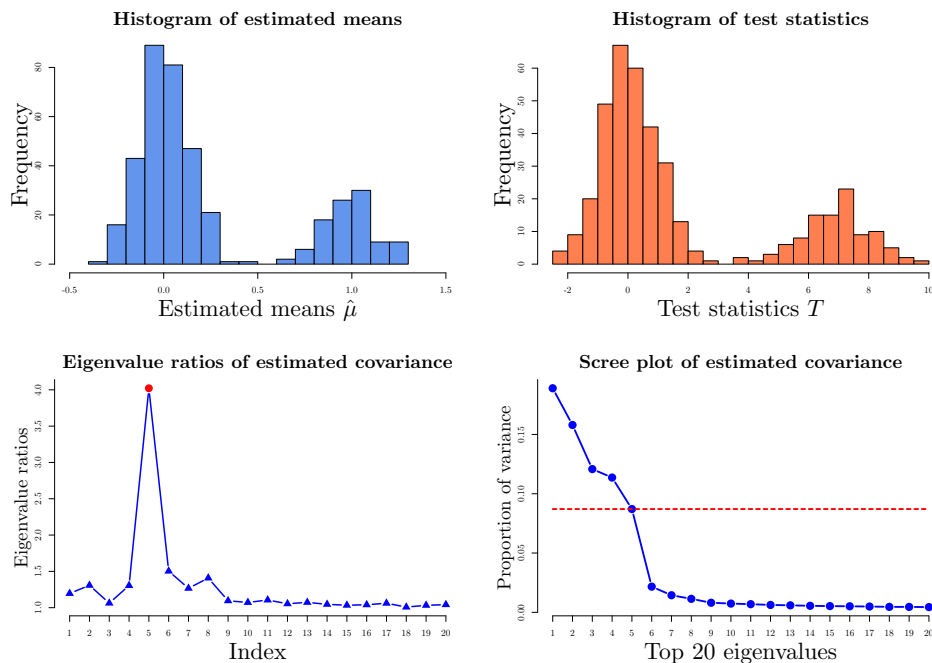 Histogram of estimated means
Frequency
0 20 40 60 80
-0.5 0.0 0.5 1.0 1.5
Estimated means μ̂
Histogram of test statistics
Frequency
0 10 20 30 40 50 60
-2 0 2 4 6 8 10
Test statistics T
Eigenvalue ratios of estimated covariance
Eigenvalue ratios
1.0 1.5 2.0 2.5 3.0 3.5 4.0
1 2 3 4 5 6 7 8 9 10 11 12 13 14 15 16 17 18 19 20
Index
Scree plot of estimated covariance
Proportion of variance
0.00 0.05 0.10 0.15
1 2 3 4 5 6 7 8 9 10 11 12 13 14 15 16 17 18 19 20
Top 20 eigenvalues